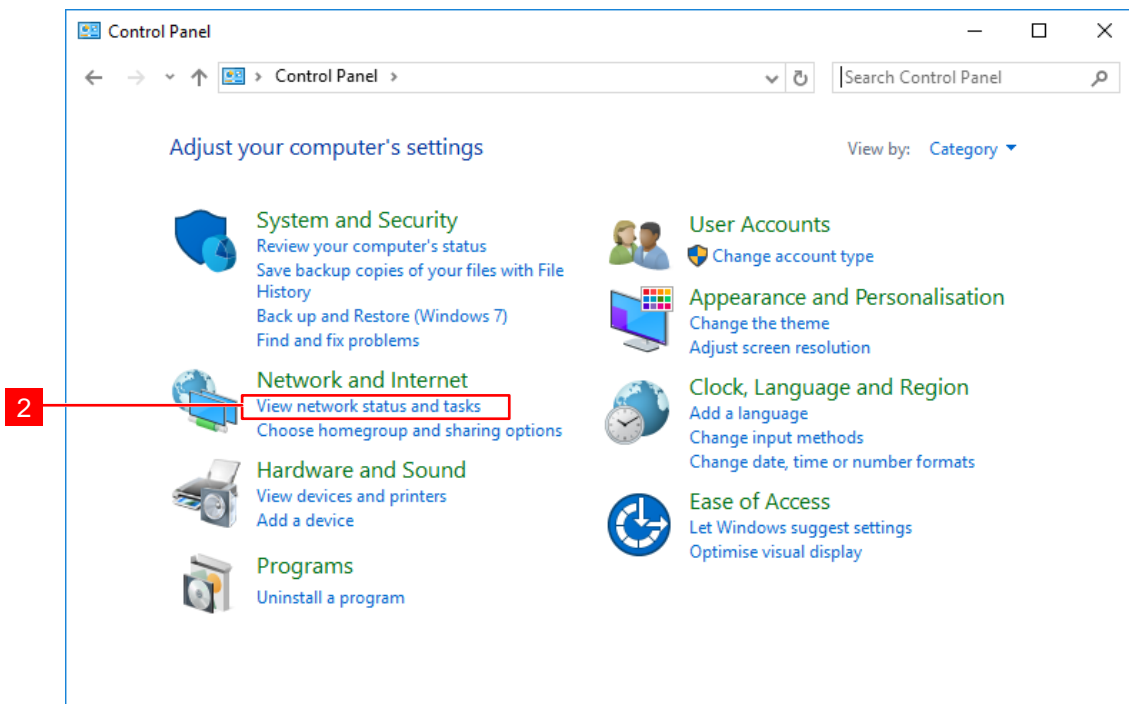 Control Panel
Control Panel
Search Control Panel
Adjust your computer's settings
View by: Category
System and Security
Review your computer's status
Save backup copies of your files with File
History
Back up and Restore (Windows 7)
Find and fix problems
2
Network and Internet
View network status and tasks
Choose homegroup and sharing options
Hardware and Sound
View devices and printers
Add a device
Programs
Uninstall a program
User Accounts
Change account type
Appearance and Personalisation
Change the theme
Adjust screen resolution
Clock, Language and Region
Add a language
Change input methods
Change date, time or number formats
Ease of Access
Let Windows suggest settings
Optimise visual display